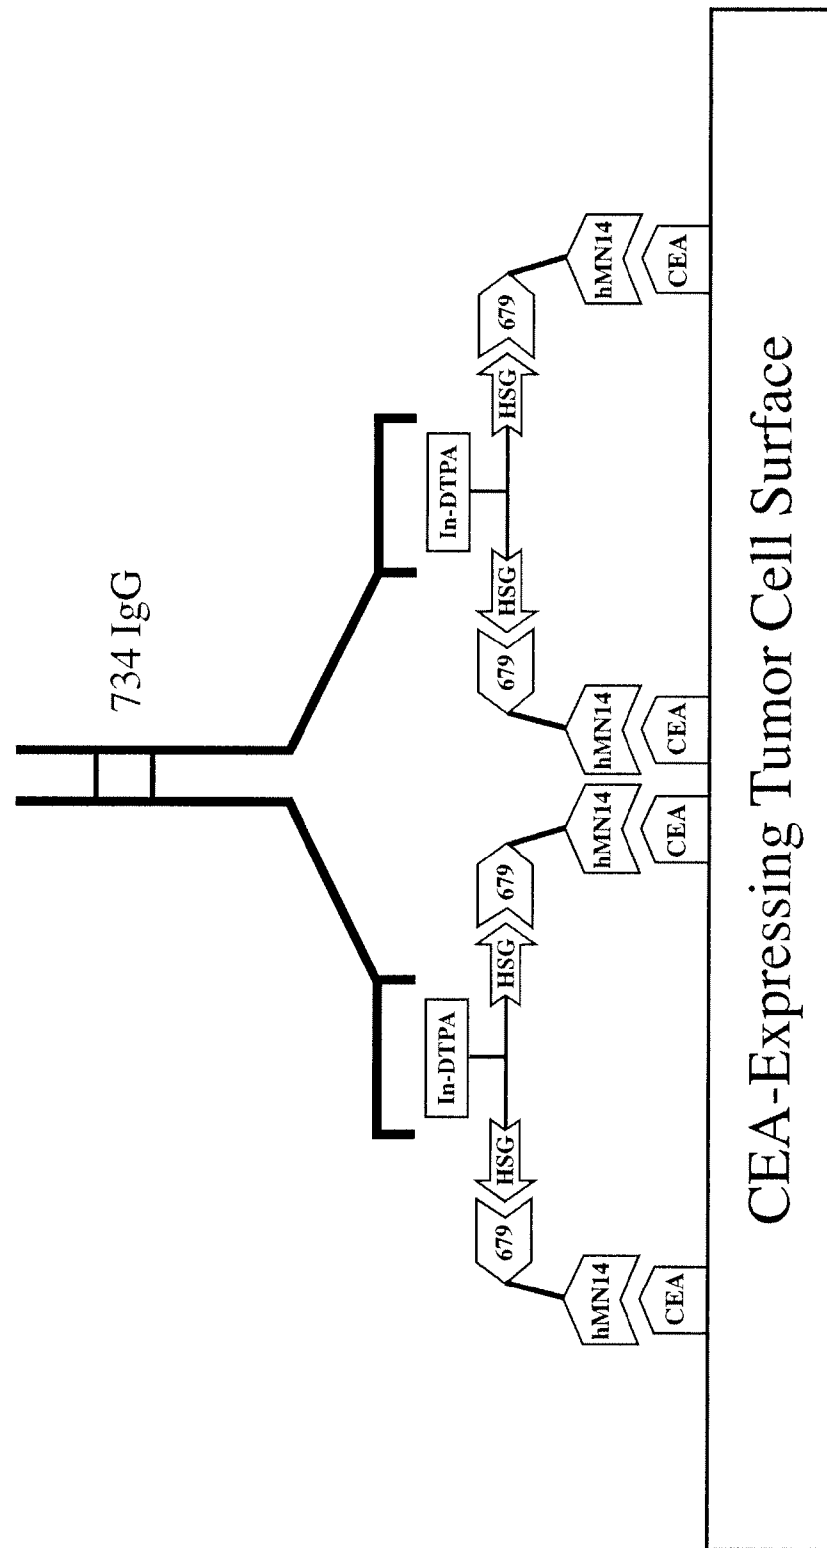 734 IgG
In-DTPA In-DTPA
679 HSG HSG 679 679 HSG HSG 679
hMN14 hMN14 hMN14 hMN14
CEA CEA CEA CEA
CEA-Expressing Tumor Cell Surface